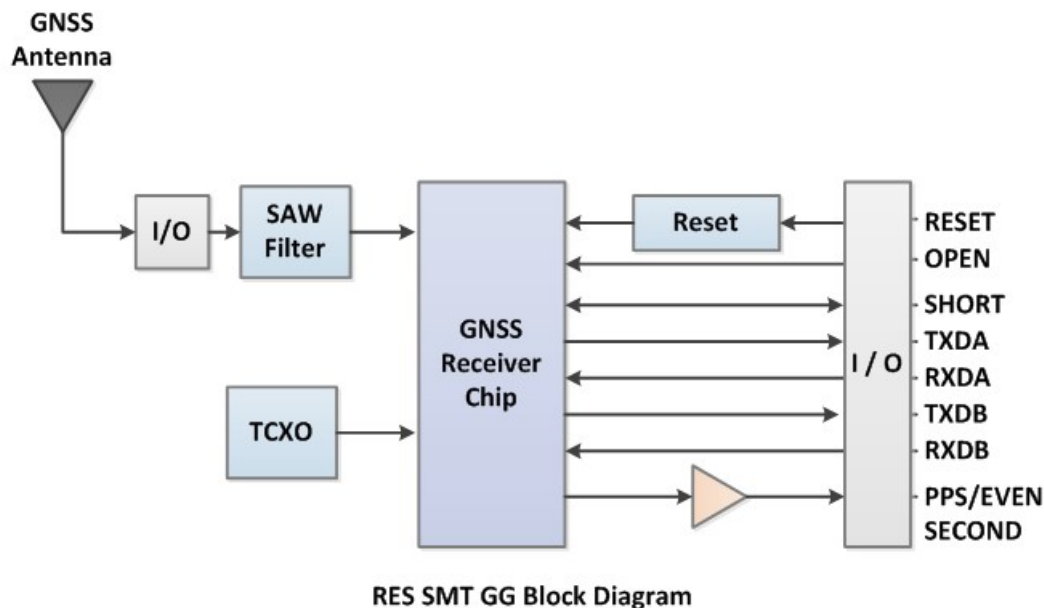 GNSS
Antenna
I/O
SAW
Filter
TCXO
GNSS
Receiver
Chip
Reset
I / O
RESET
OPEN
SHORT
TXDA
RXDA
TXDB
RXDB
PPS/EVEN
SECOND
RES SMT GG Block Diagram